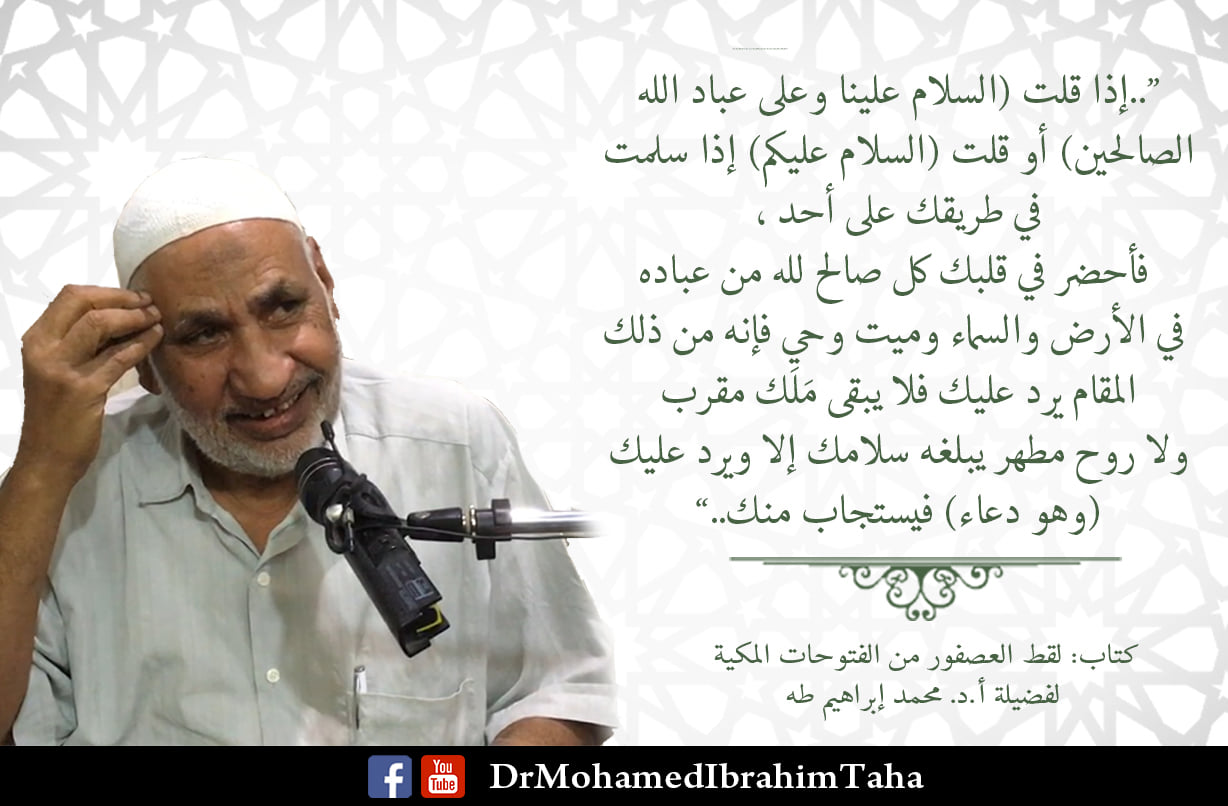 ”..إذا قلت (السلام علينا وعلى عباد الله
الصالحين) أو قلت (السلام عليكم) إذا سلمت
في طريقك على أحد ،
فأحضر في قلبك كل صالح لله من عباده
في الأرض والسماء وميت وحي فإنه من ذلك
المقام يرد عليك فلا يبقى مَلَك مقرب
ولا روح مطهر يبلغه سلامك إلا ويرد عليك
(وهو دعاء) فيستجاب منك..“
كتاب: لقط العصفور من الفتوحات المكية
لفضيلة أ.د. محمد إبراهيم طه
f You Tube DrMohamedIbrahimTaha